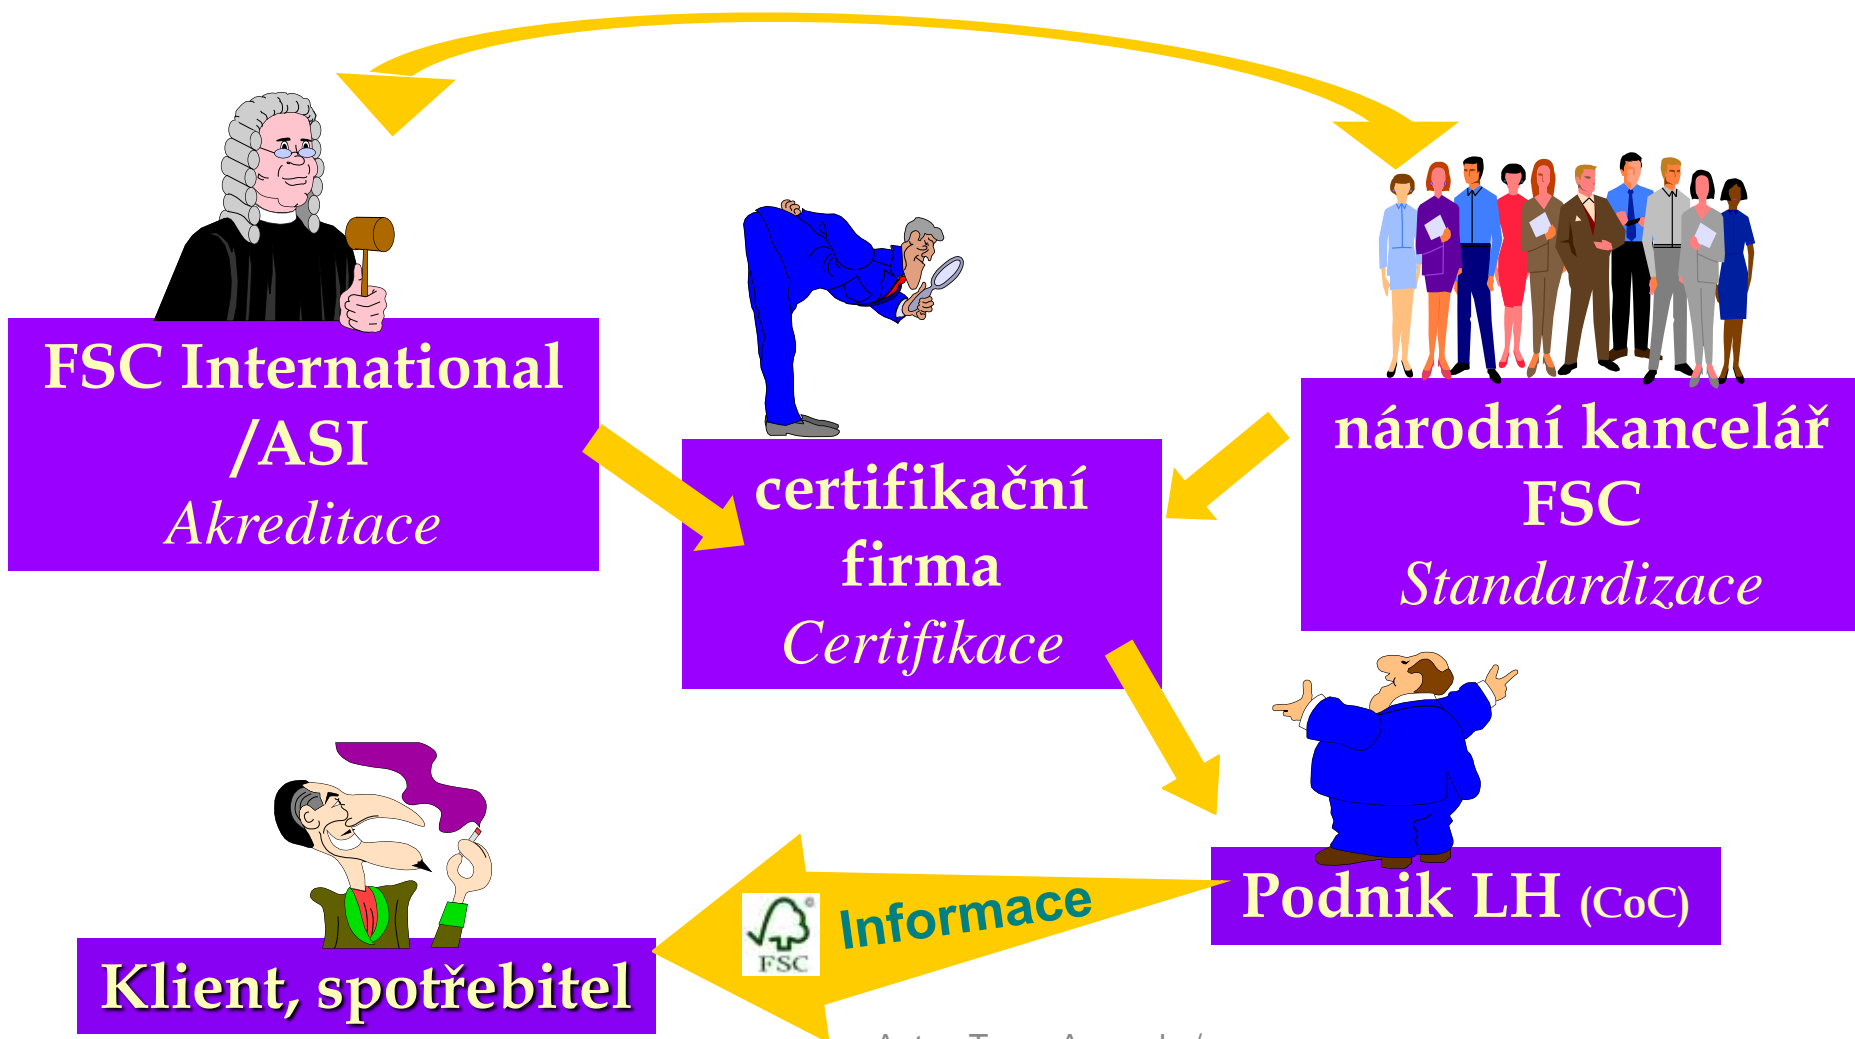 FSC International
/ASI
Akreditace
certifikační
firma
Certifikace
národní kancelář
FSC
Standardizace
Podnik LH (CoC)
Informace
©
FSC
Klient, spotřebitel